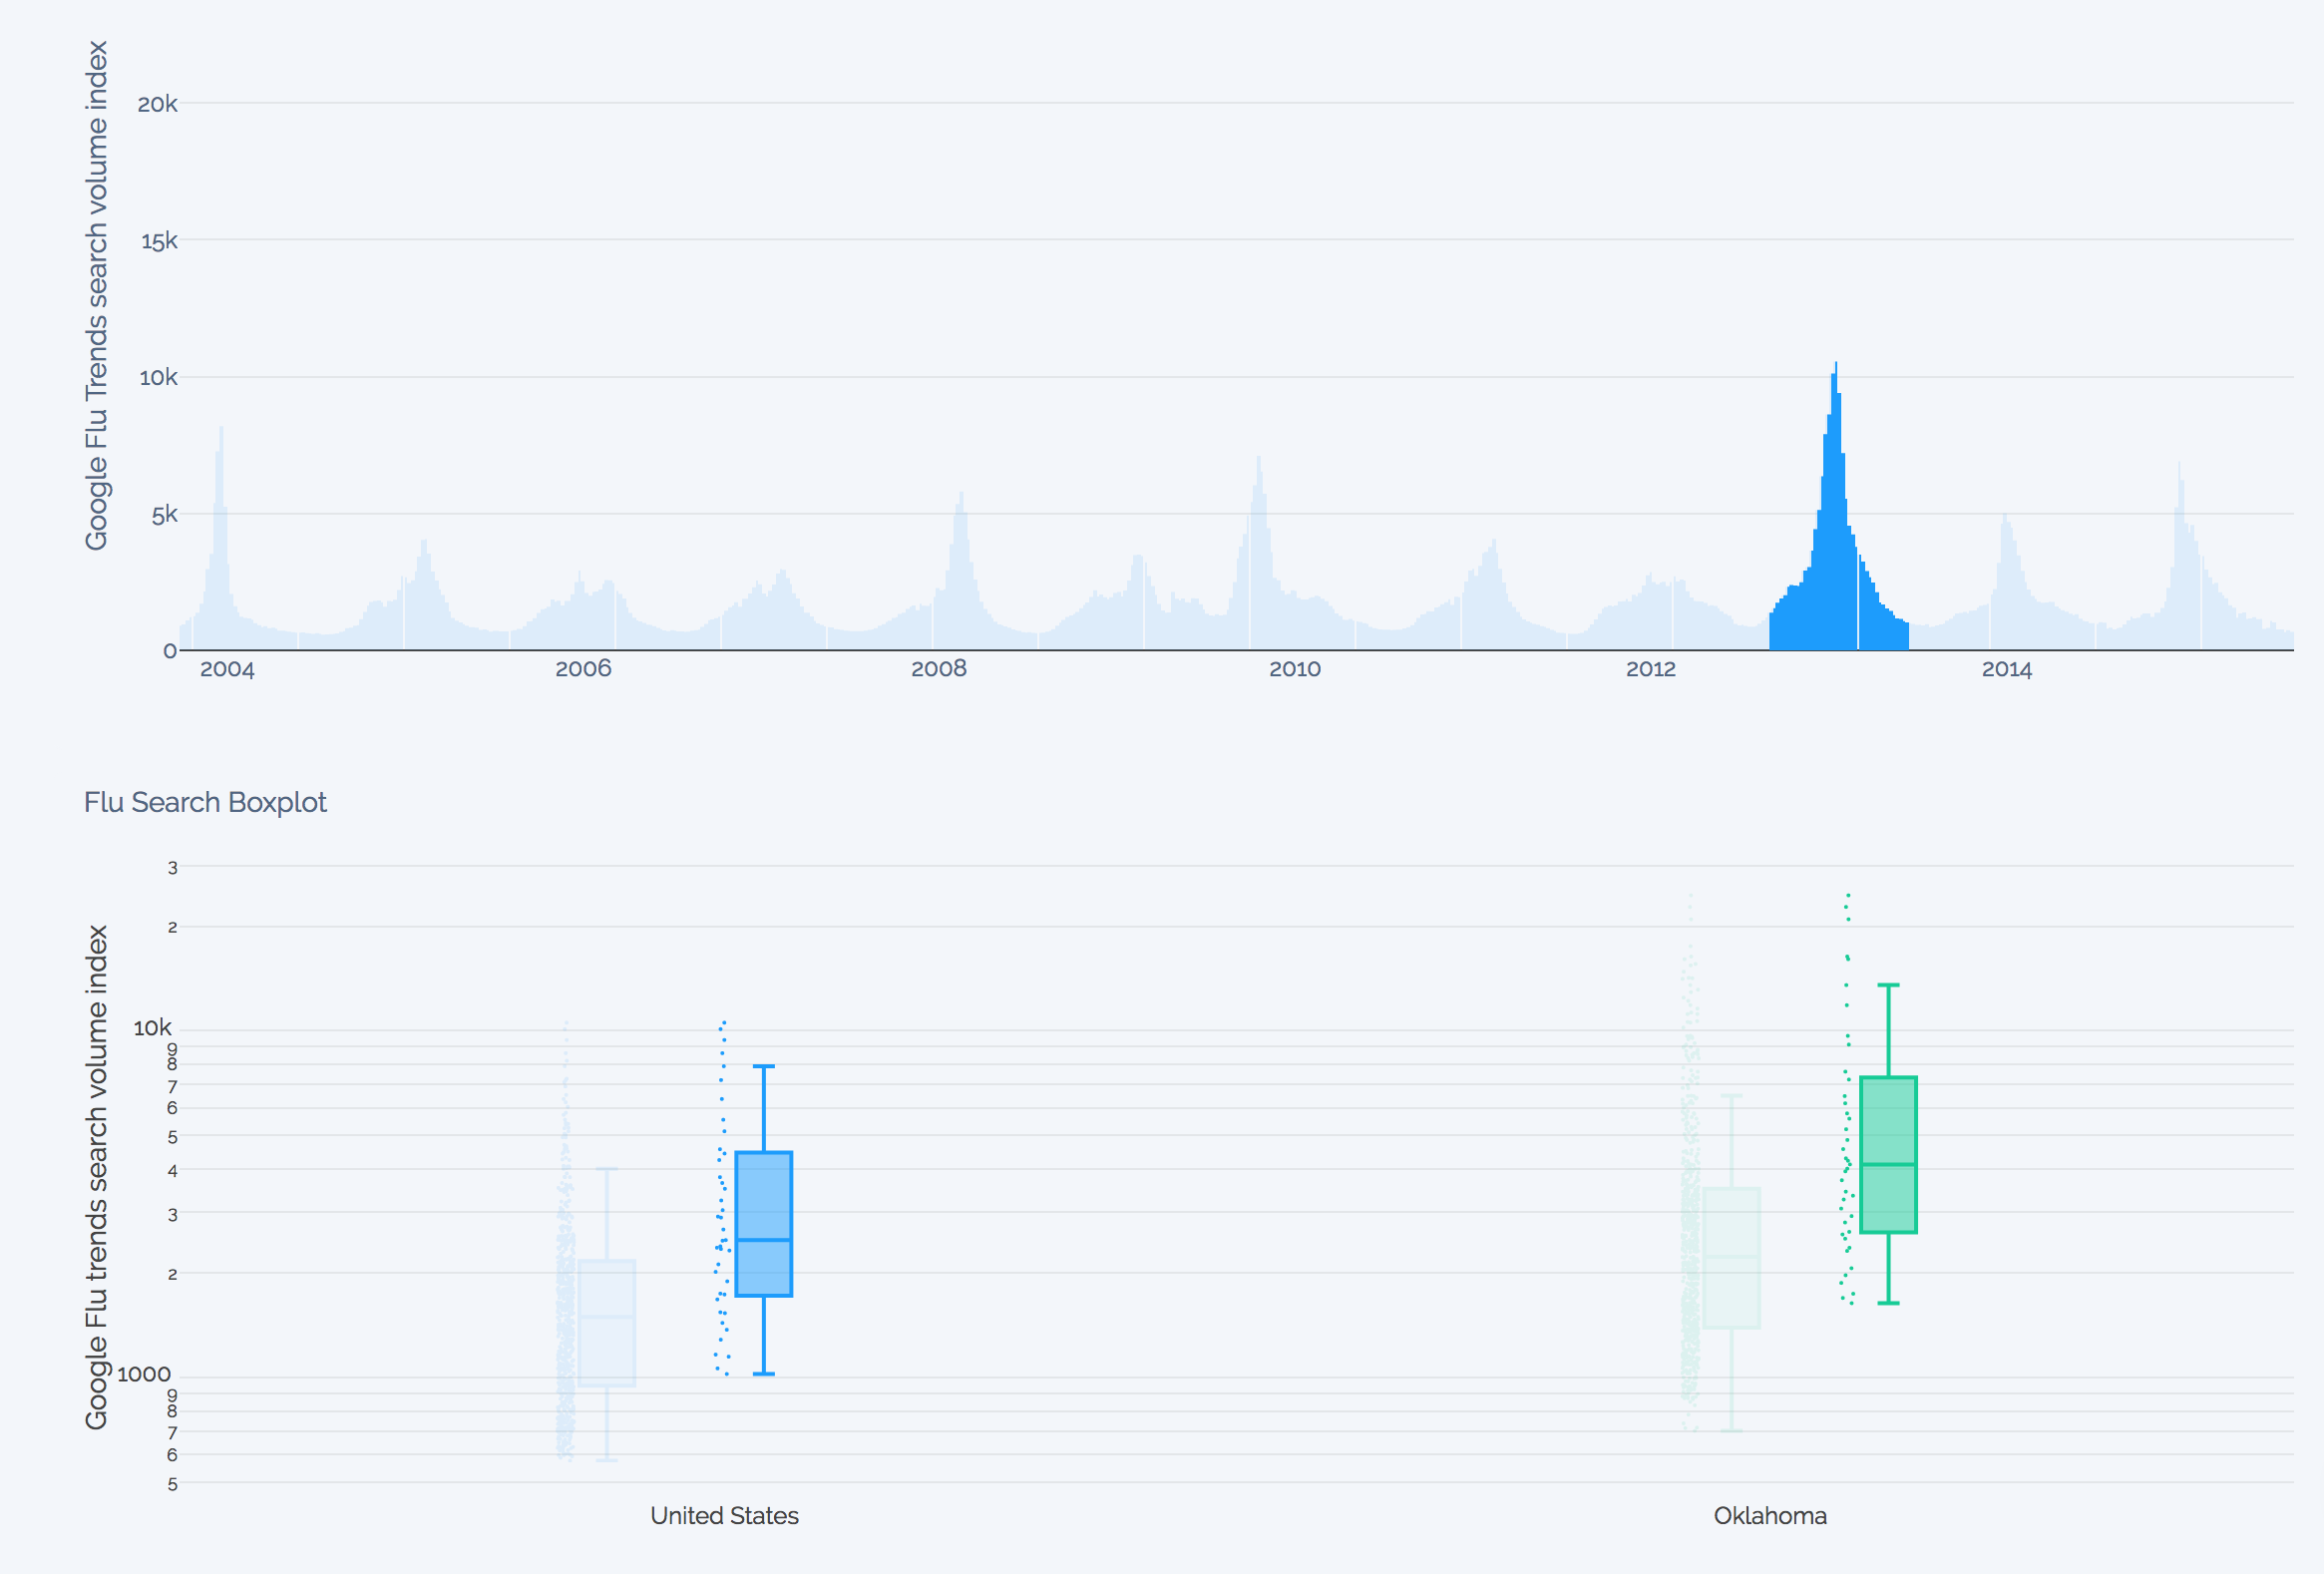 Google Flu Trends search volume index
20k
15k
10k
5k
0
2004 2006 2008 2010 2012 2014
Flu Search Boxplot
Google Flu trends search volume index
3
2
10k
9
8
7
6
5
4
3
2
1000
9
8
7
6
5
United States Oklahoma